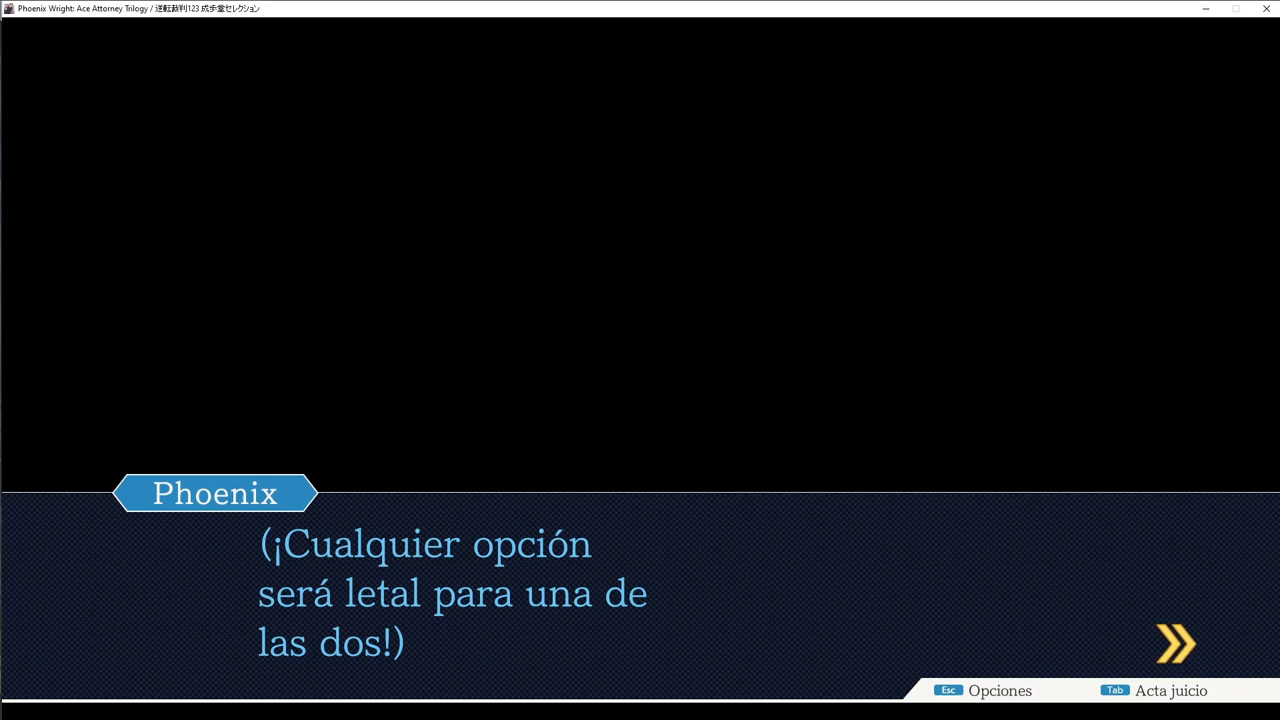 Phoenix Wright: Ace Attorney Trilogy / 逆転裁判123 成歩堂セレクション
Phoenix
(¡Cualquier opción
será letal para una de
las dos!)
Esc Opciones
Tab Acta juicio